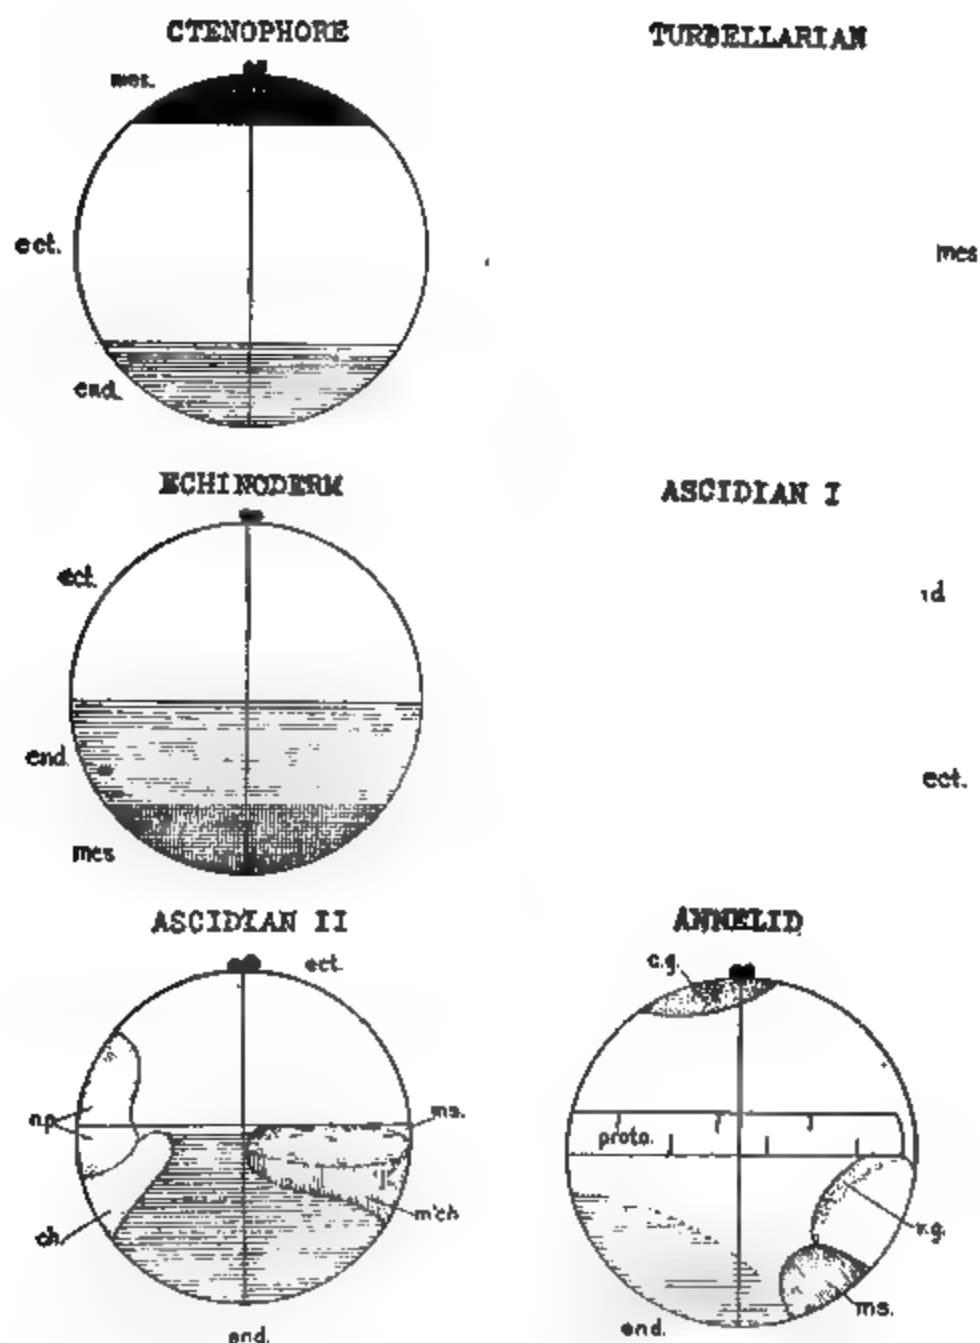 CTENOPHORE
TURBELLARIAN
mes.
ect.
mes
end.
ECHINODERM
ASCIDIAN I
ect.
end
ect.
mes
ASCIDIAN II
ANNELID
ect.
c.g.
n.p.
ms.
proto.
ch.
m'ch
v.g.
ms.
end.
end.